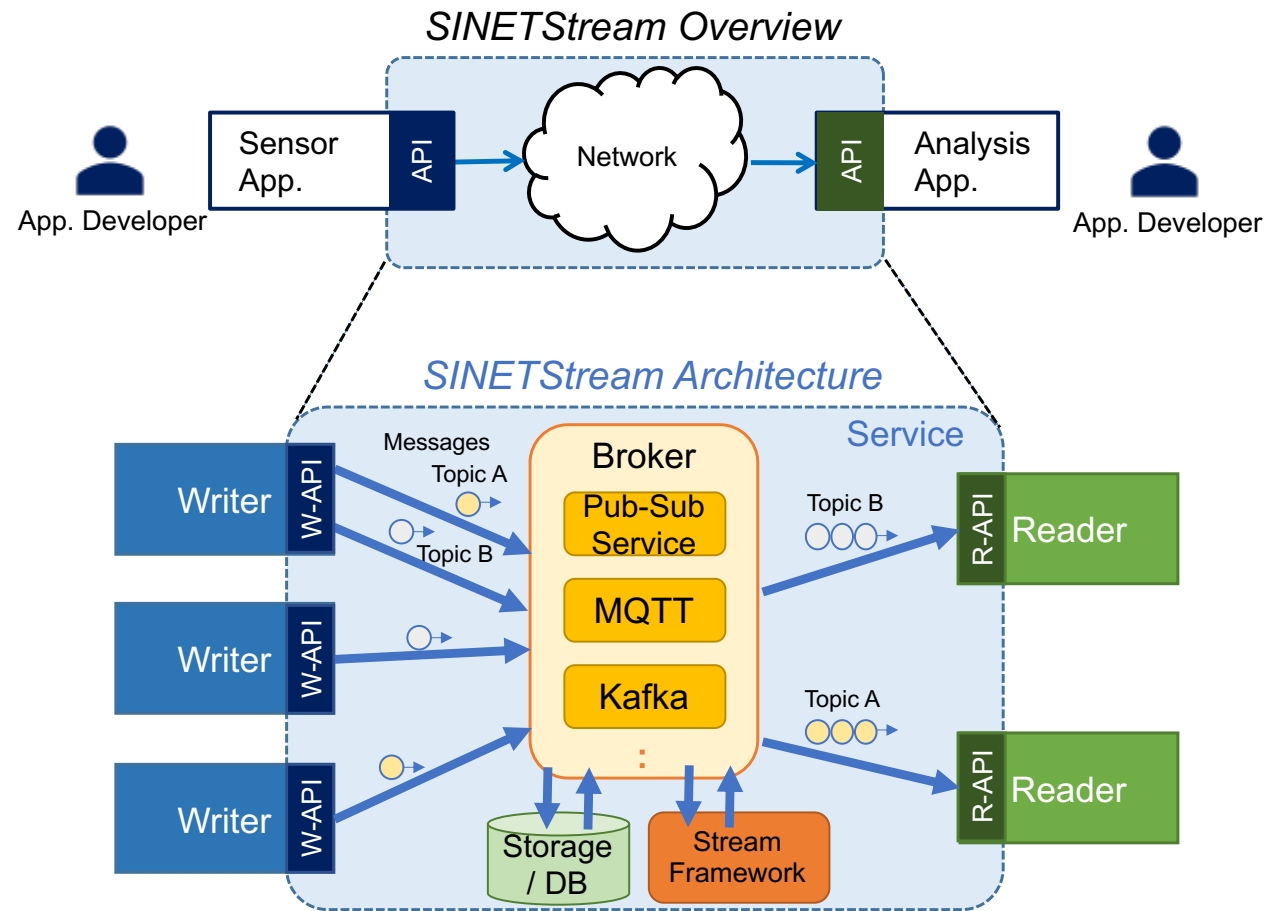 SINETStream Overview
Sensor
App.
API
Network
API
Analysis
App.
App. Developer
App. Developer
SINETStream Architecture
Service
Messages
Topic A
Topic B
Writer
W-API
Writer
W-API
Writer
W-API
Broker
Pub-Sub
Service
MQTT
Kafka
:
Storage
/ DB
Stream
Framework
Topic B
R-API
Reader
Topic A
R-API
Reader